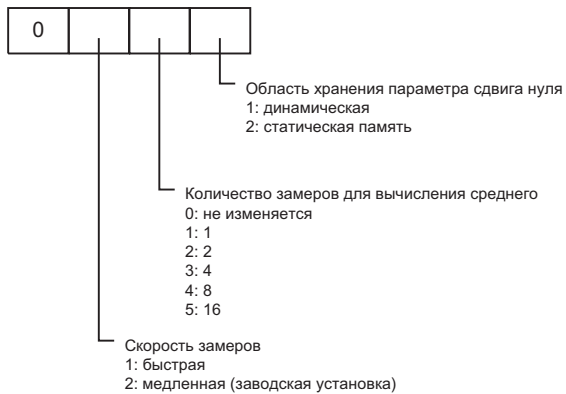 0
Область хранения параметра сдвига нуля
1: динамическая
2: статическая память
Количество замеров для вычисления среднего
0: не изменяется
1: 1
2: 2
3: 4
4: 8
5: 16
Скорость замеров
1: быстрая
2: медленная (заводская установка)